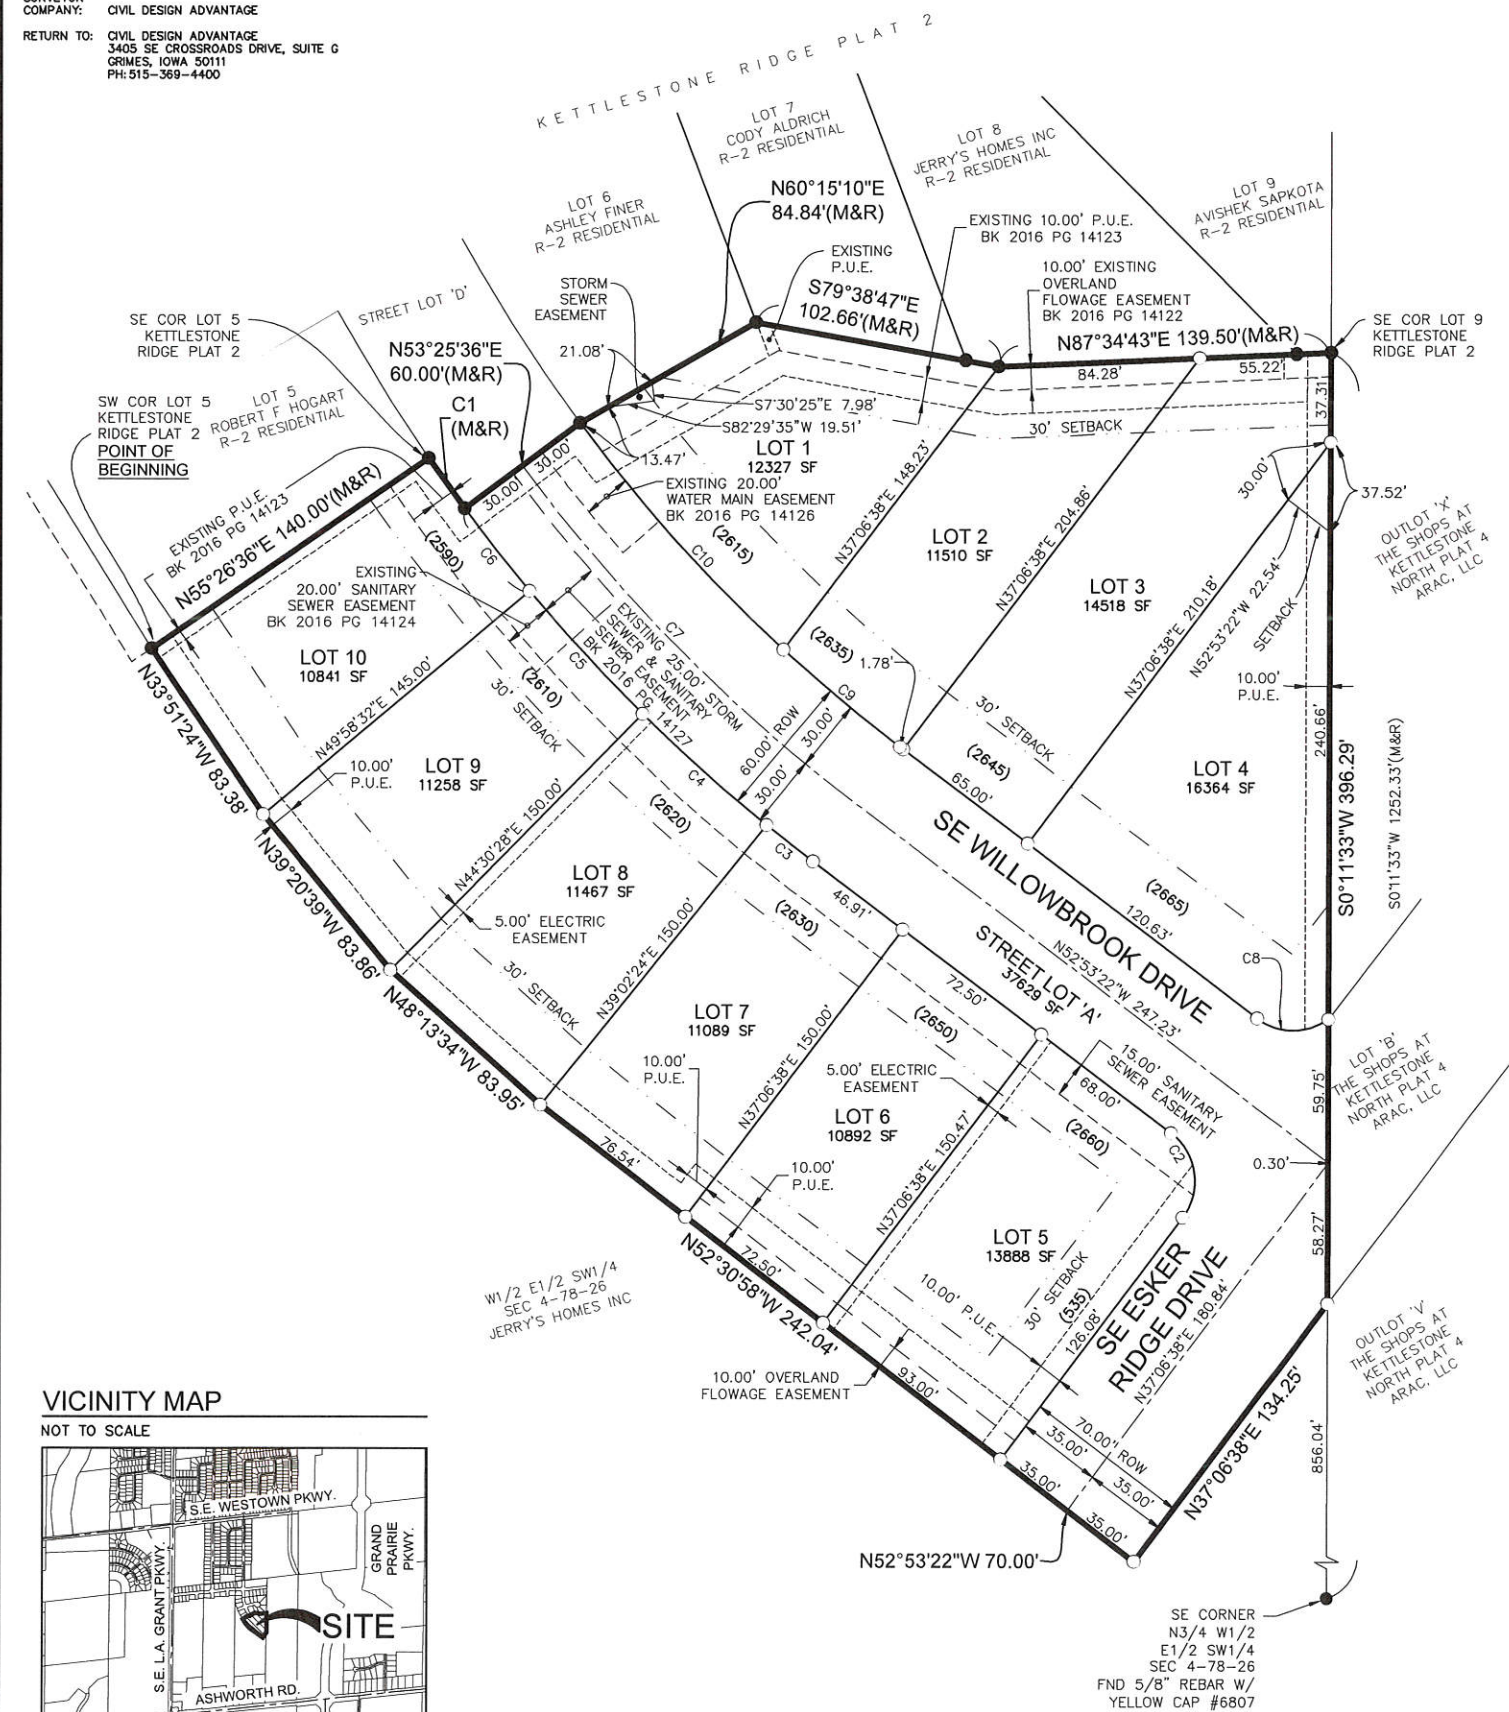 COMPANY: CIVIL DESIGN ADVANTAGE
RETURN TO: CIVIL DESIGN ADVANTAGE
3405 SE CROSSROADS DRIVE, SUITE G
GRIMES, IOWA 50111
PH: 515-369-4400
KETTLESTONE RIDGE PLAT 2
LOT 7
CODY ALDRICH
R-2 RESIDENTIAL
LOT 8
JERRY'S HOMES INC
R-2 RESIDENTIAL
LOT 9
AVISHEK SAPKOTA
R-2 RESIDENTIAL
LOT 6
ASHLEY FINER
R-2 RESIDENTIAL
N60°15'10"E
84.84'(M&R)
EXISTING 10.00' P.U.E.
BK 2016 PG 14123
EXISTING
P.U.E.
10.00' EXISTING
OVERLAND
FLOWAGE EASEMENT
BK 2016 PG 14122
STORM
SEWER
EASEMENT
S79°38'47"E
102.66'(M&R)
N87°34'43"E 139.50'(M&R)
SE COR LOT 9
KETTLESTONE
RIDGE PLAT 2
STREET LOT 'D'
SE COR LOT 5
KETTLESTONE
RIDGE PLAT 2
N53°25'36"E
60.00'(M&R)
21.08'
84.28'
55.22'
37.31
SW COR LOT 5
KETTLESTONE
RIDGE PLAT 2
POINT OF
BEGINNING
LOT 5
ROBERT F HOGART
R-2 RESIDENTIAL
C1
(M&R)
S7°30'25"E 7.98'
S82°29'35"W 19.51'
30' SETBACK
LOT 1
12327 SF
13.47'
30.00'
30.00'
EXISTING 20.00'
WATER MAIN EASEMENT
BK 2016 PG 14126
N37°06'38"E 148.23'
30.00'
37.52'
EXISTING P.U.E.
BK 2016 PG 14123
N55°26'36"E 140.00'(M&R)
(2590)
C6
(2615)
C10
LOT 2
11510 SF
N37°06'38"E 204.86'
LOT 3
14518 SF
N37°06'38"E 210.18'
N52°53'22"W 22.54'
SETBACK
OUTLOT 'X'
THE SHOPS AT
KETTLESTONE
NORTH PLAT 4
ARAC, LLC
EXISTING
20.00' SANITARY
SEWER EASEMENT
BK 2016 PG 14124
LOT 10
10841 SF
C5
C7
EXISTING 25.00' STORM
SEWER & SANITARY
SEWER EASEMENT
BK 2016 PG 14127
(2610)
30' SETBACK
(2635)
1.78'
C9
10.00'
P.U.E.
N33°51'24"W 83.38'
N49°58'32"E 145.00'
10.00'
P.U.E.
LOT 9
11258 SF
C4
60.00' ROW
30.00'
30.00'
30' SETBACK
(2645)
65.00'
LOT 4
16364 SF
240.66'
S0°11'33"W 396.29'
S0°11'33"W 1252.33'(M&R)
N39°20'39"W 83.86'
N44°30'28"E 150.00'
(2620)
C3
LOT 8
11467 SF
5.00' ELECTRIC
EASEMENT
46.91'
(2630)
SE WILLOWBROOK DRIVE
(2665)
120.63'
C8
N48°13'34"W 83.95'
30' SETBACK
N39°02'24"E 150.00'
LOT 7
11089 SF
72.50'
STREET LOT 'A'
37629 SF
N52°53'22"W 247.23'
(2650)
10.00'
P.U.E.
N37°06'38"E 150.00'
5.00' ELECTRIC
EASEMENT
15.00' SANITARY
SEWER EASEMENT
68.00'
(2660)
C2
59.75'
LOT 'B'
THE SHOPS AT
KETTLESTONE
NORTH PLAT 4
ARAC, LLC
0.30'
76.54'
LOT 6
10892 SF
10.00'
P.U.E.
N37°06'38"E 150.47'
58.27'
LOT 5
13888 SF
N52°30'58"W 242.04'
72.50'
W1/2 E1/2 SW1/4
SEC 4-78-26
JERRY'S HOMES INC
10.00' P.U.E.
30' SETBACK
(535)
126.08'
SE ESKER
RIDGE DRIVE
N37°06'38"E 180.84'
OUTLOT 'V'
THE SHOPS AT
KETTLESTONE
NORTH PLAT 4
ARAC, LLC
10.00' OVERLAND
FLOWAGE EASEMENT
93.00'
70.00' ROW
35.00'
35.00'
35.00'
35.00'
N37°06'38"E 134.25'
856.04'
N52°53'22"W 70.00'
SE CORNER
N3/4 W1/2
E1/2 SW1/4
SEC 4-78-26
FND 5/8" REBAR W/
YELLOW CAP #6807
VICINITY MAP
NOT TO SCALE
S.E. WESTOWN PKWY.
GRAND
PRAIRIE
PKWY.
S.E. L.A. GRANT PKWY.
SITE
ASHWORTH RD.